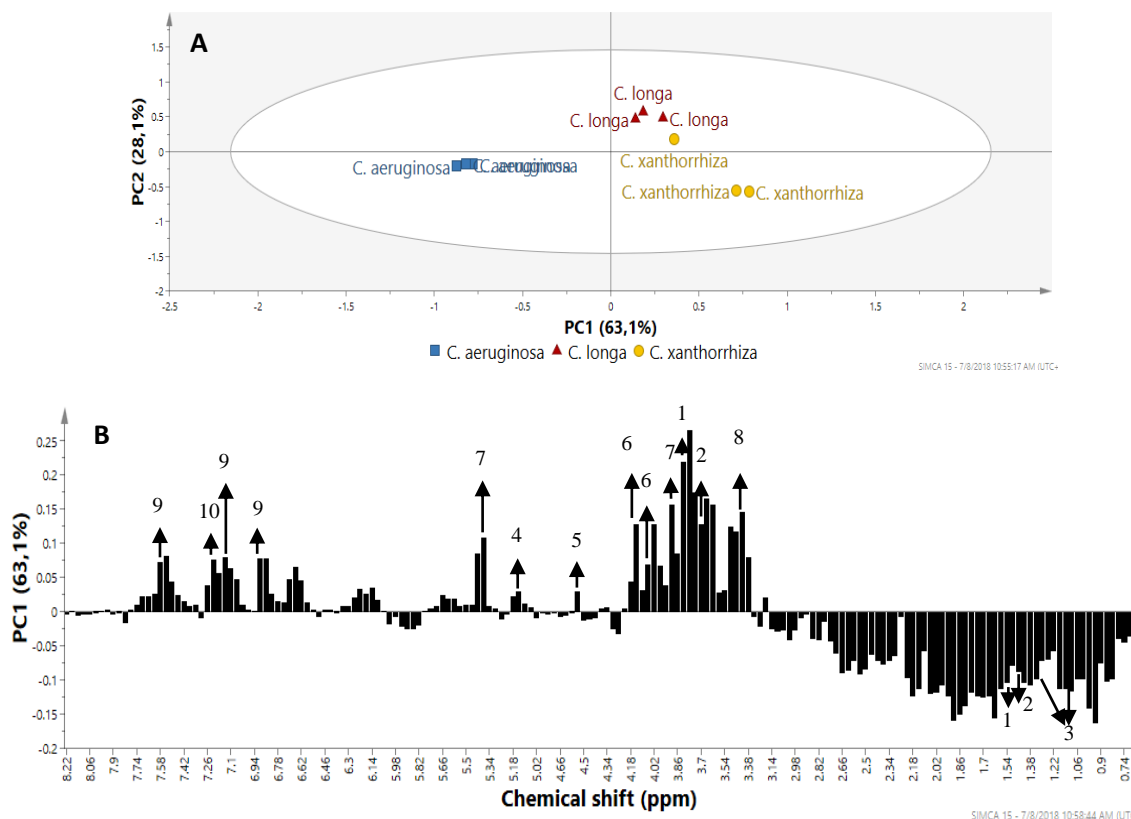 A
PC2 (28,1%)
1.5
1
0.5
0
-0.5
-1
-1.5
-2
C. longa
C. longa
C. longa
C. xanthorrhiza
C. aeruginosa
C. aeruginosa
C. xanthorrhiza
C. xanthorrhiza
-2.5 -2 -1.5 -1 -0.5 0 0.5 1 1.5 2
PC1 (63,1%)
C. aeruginosa C. longa C. xanthorrhiza
SIMCA 15 - 7/8/2018 10:55:17 AM (UTC+
B
PC1 (63,1%)
0.25
0.2
0.15
0.1
0.05
0
-0.05
-0.1
-0.15
-0.2
9 10 9 9 7 4 5 6 6 7 1 2 8
1 2 3
8.22 8.06 7.9 7.74 7.58 7.42 7.26 7.1 6.94 6.78 6.62 6.46 6.3 6.14 5.98 5.82 5.66 5.5 5.34 5.18 5.02 4.66 4.5 4.34 4.18 4.02 3.86 3.7 3.54 3.38 3.14 2.98 2.82 2.66 2.5 2.34 2.18 2.02 1.86 1.7 1.54 1.38 1.22 1.06 0.9 0.74
Chemical shift (ppm)
SIMCA 15 - 7/8/2018 10:58:44 AM (UTC